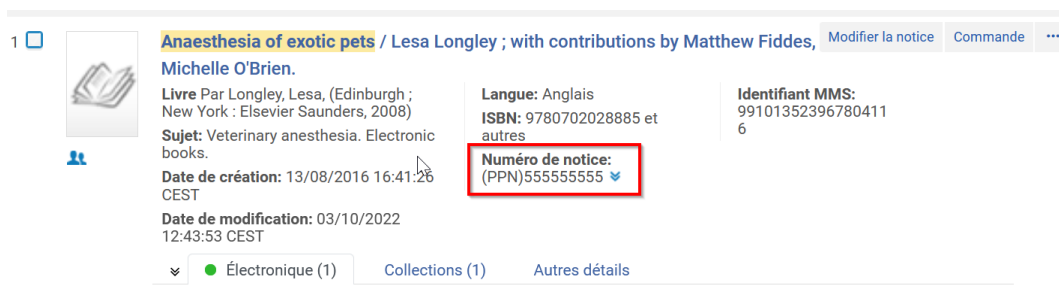 1
Anaesthesia of exotic pets / Lesa Longley ; with contributions by Matthew Fiddes,
Michelle O'Brien.
Modifier la notice Commande ...
Livre Par Longley, Lesa, (Edinburgh ;
New York : Elsevier Saunders, 2008)
Sujet: Veterinary anesthesia. Electronic
books.
Date de création: 13/08/2016 16:41:26
CEST
Date de modification: 03/10/2022
12:43:53 CEST
Langue: Anglais
ISBN: 9780702028885 et
autres
Numéro de notice:
(PPN)555555555
Identifiant MMS:
99101352396780411
6
Électronique (1) Collections (1) Autres détails